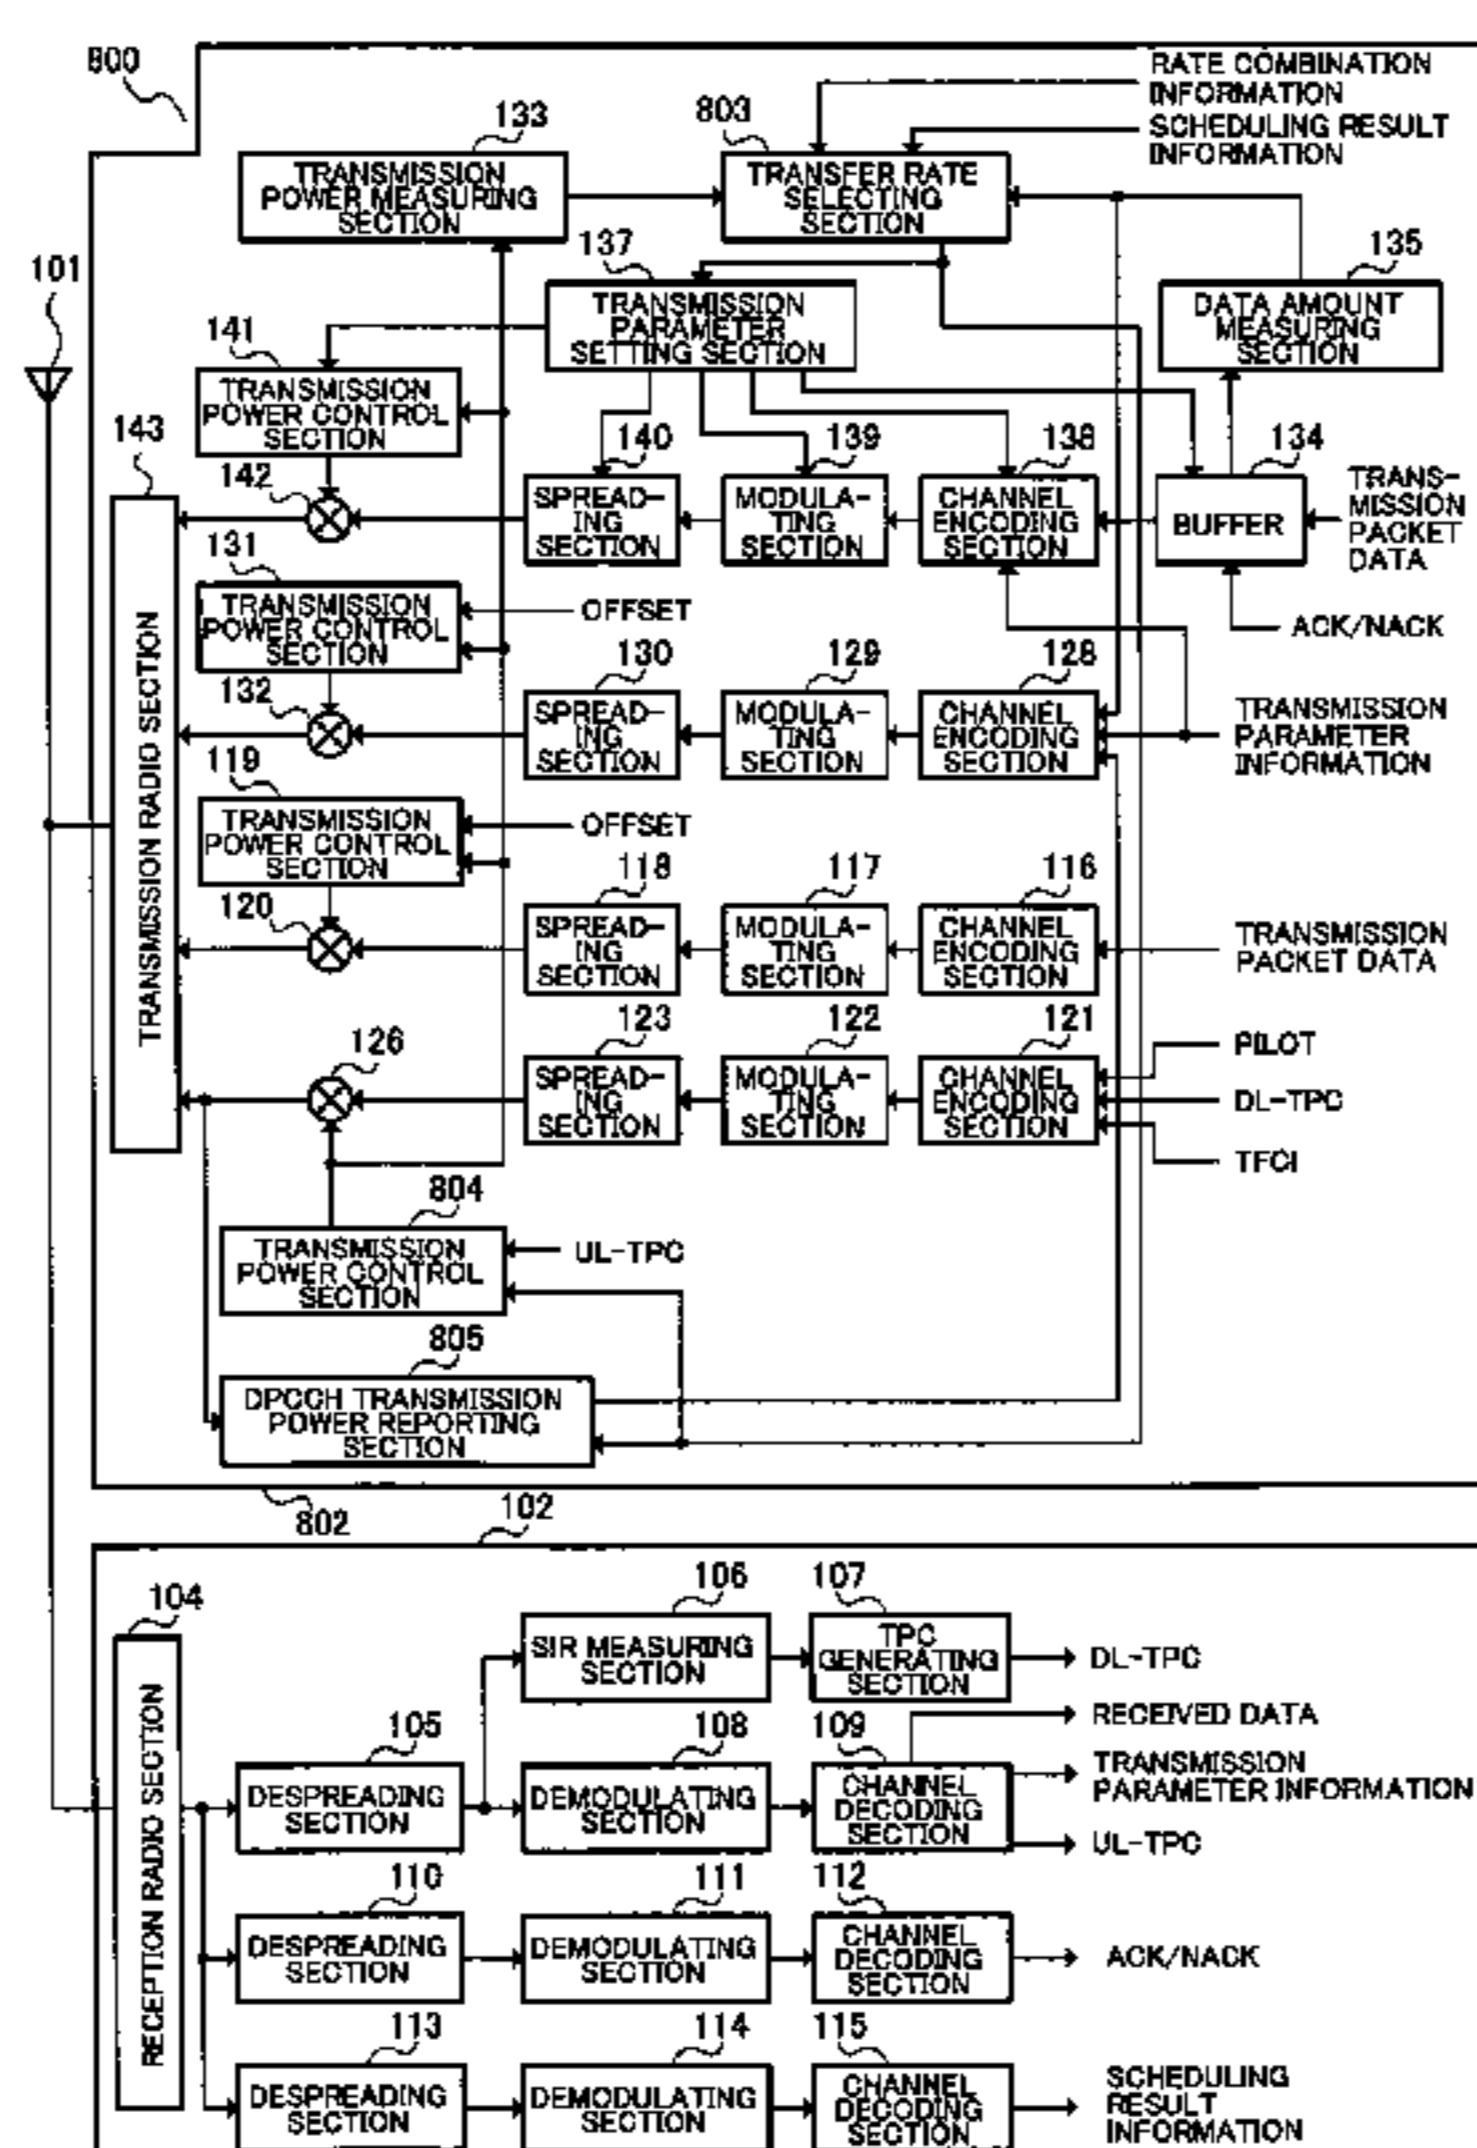 800
RATE COMBINATION
INFORMATION
SCHEDULING RESULT
INFORMATION
133
803
TRANSMISSION
POWER MEASURING
SECTION
TRANSFER RATE
SELECTING
SECTION
101
137
135
TRANSMISSION
PARAMETER
SETTING SECTION
DATA AMOUNT
MEASURING
SECTION
141
TRANSMISSION
POWER CONTROL
SECTION
143
142
140
139
138
134
SPREAD-
ING
SECTION
MODULA-
TING
SECTION
CHANNEL
ENCODING
SECTION
BUFFER
TRANS-
MISSION
PACKET
DATA
131
TRANSMISSION
POWER CONTROL
SECTION
OFFSET
ACK/NACK
TRANSMISSION RADIO SECTION
132
130
129
128
SPREAD-
ING
SECTION
MODULA-
TING
SECTION
CHANNEL
ENCODING
SECTION
TRANSMISSION
PARAMETER
INFORMATION
119
TRANSMISSION
POWER CONTROL
SECTION
OFFSET
120
118
117
116
SPREAD-
ING
SECTION
MODULA-
TING
SECTION
CHANNEL
ENCODING
SECTION
TRANSMISSION
PACKET DATA
126
123
122
121
SPREAD-
ING
SECTION
MODULA-
TING
SECTION
CHANNEL
ENCODING
SECTION
PILOT
DL-TPC
TFCI
804
TRANSMISSION
POWER CONTROL
SECTION
UL-TPC
805
DPCCH TRANSMISSION
POWER REPORTING
SECTION
802
102
104
RECEPTION RADIO SECTION
106
107
SIR MEASURING
SECTION
TPC
GENERATING
SECTION
DL-TPC
RECEIVED DATA
105
108
109
DESPREADING
SECTION
DEMODULATING
SECTION
CHANNEL
DECODING
SECTION
TRANSMISSION
PARAMETER INFORMATION
UL-TPC
110
111
112
DESPREADING
SECTION
DEMODULATING
SECTION
CHANNEL
DECODING
SECTION
ACK/NACK
113
114
115
DESPREADING
SECTION
DEMODULATING
SECTION
CHANNEL
DECODING
SECTION
SCHEDULING
RESULT
INFORMATION